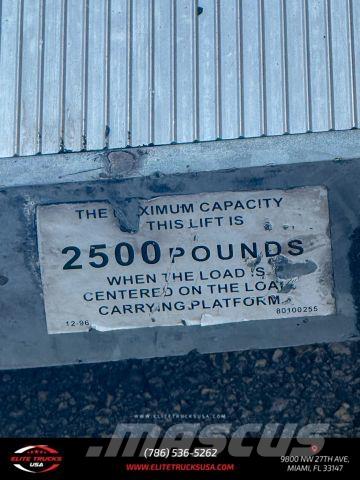 THE MAXIMUM CAPACITY
THIS LIFT IS
2500 POUNDS
WHEN THE LOAD IS
CENTERED ON THE LOAD
CARRYING PLATFORM
12-96 80100255
WWW.ELITETRUCKSUSA.COM
mascus
ELITE TRUCKS
USA
(786) 536-5262
WWW.ELITETRUCKSUSA.COM
9800 NW 27TH AVE,
MIAMI, FL 33147